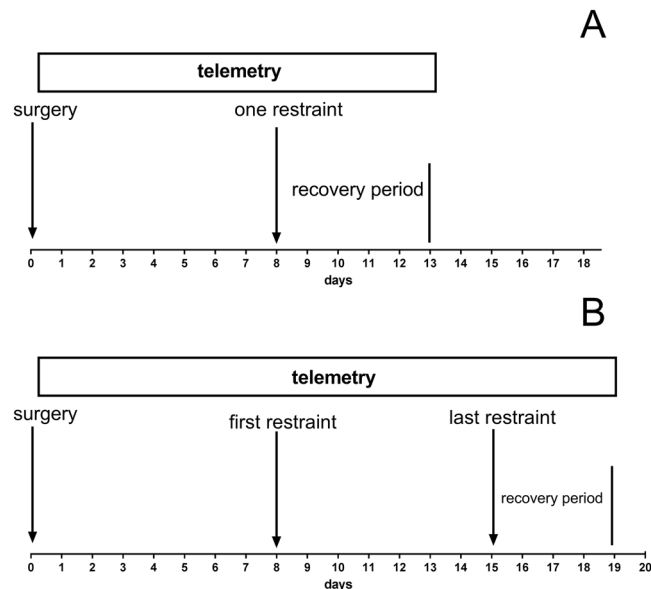 A
telemetry
surgery
one restraint
recovery period
0 1 2 3 4 5 6 7 8 9 10 11 12 13 14 15 16 17 18
days
B
telemetry
surgery
first restraint
last restraint
recovery period
0 1 2 3 4 5 6 7 8 9 10 11 12 13 14 15 16 17 18 19 20
days